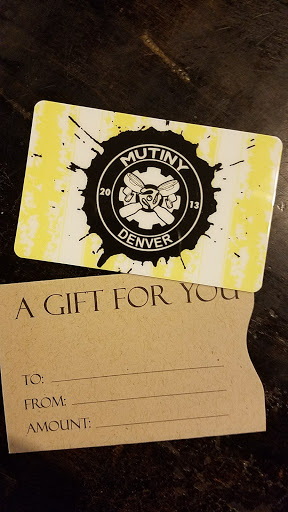 MUTINY
20 13
DENVER
A GIFT FOR YOU
TO:
FROM:
AMOUNT: